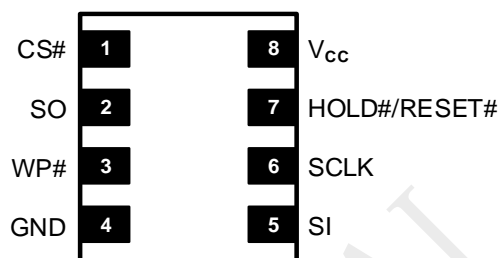 CS# 1 8 Vcc
SO 2 7 HOLD#/RESET#
WP# 3 6 SCLK
GND 4 5 SI